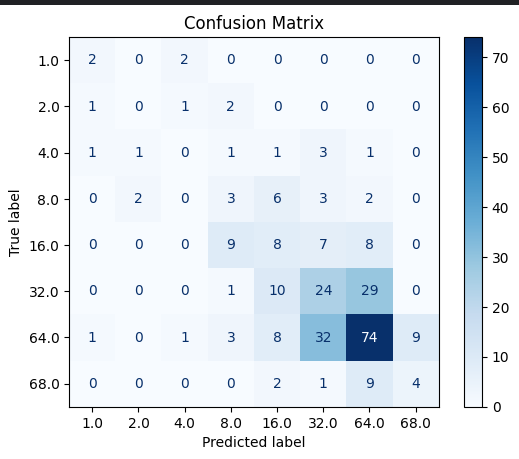 Confusion Matrix
1.0 2 0 2 0 0 0 0 0
2.0 1 0 1 2 0 0 0 0
4.0 1 1 0 1 1 3 1 0
8.0 0 2 0 3 6 3 2 0
16.0 0 0 0 9 8 7 8 0
32.0 0 0 0 1 10 24 29 0
64.0 1 0 1 3 8 32 74 9
68.0 0 0 0 0 2 1 9 4
1.0 2.0 4.0 8.0 16.0 32.0 64.0 68.0
Predicted label
True label
70
60
50
40
30
20
10
0